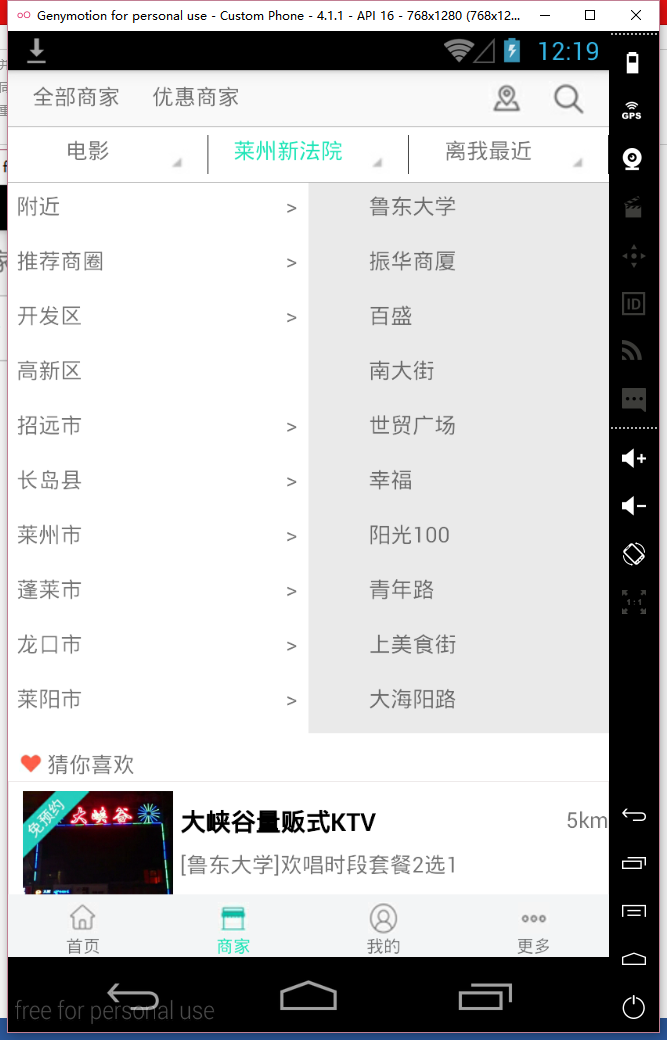 Genymotion for personal use - Custom Phone - 4.1.1 - API 16 - 768x1280 (768x12...
12:19
GPS
全部商家 优惠商家
电影 莱州新法院 离我最近
附近 > 鲁东大学
推荐商圈 > 振华商厦
开发区 > 百盛
高新区 南大街
招远市 > 世贸广场
长岛县 > 幸福
莱州市 > 阳光100
蓬莱市 > 青年路
龙口市 > 上美食街
莱阳市 > 大海阳路
ID
1:1
猜你喜欢
免预约
大峡谷
大峡谷量贩式KTV 5km
[鲁东大学]欢唱时段套餐2选1
首页 商家 我的 更多
free for personal use